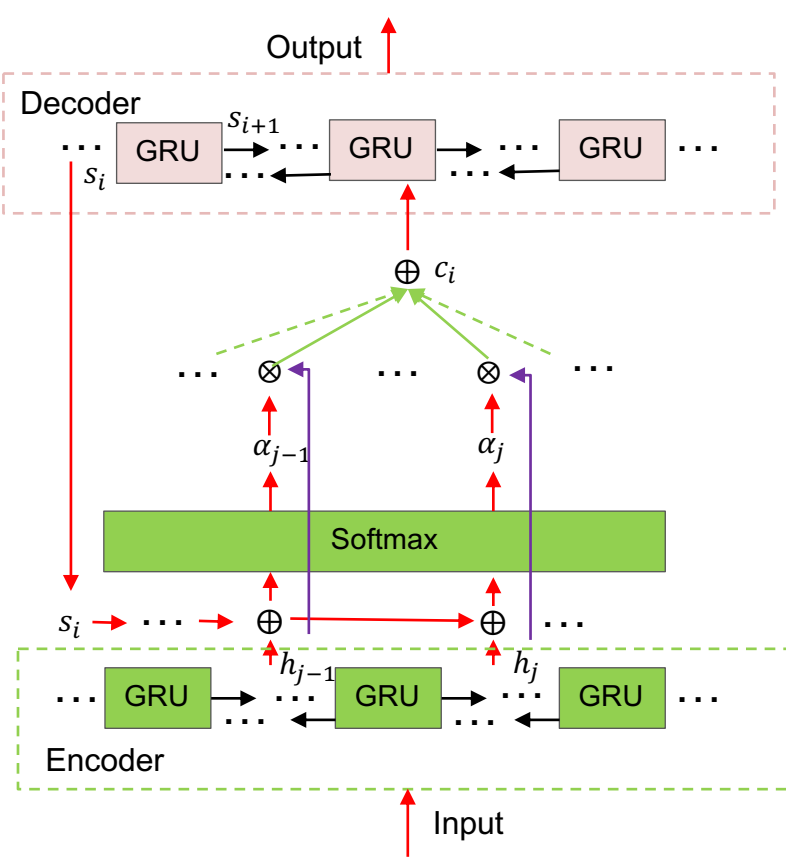 Output
Decoder
... GRU s_{i+1} ... GRU ... GRU ...
s_i ... ...
⊕ c_i
... ⊗ ... ⊗ ...
α_{j−1} α_j
Softmax
s_i ... ⊕ ⊕ ...
h_{j−1} h_j
... GRU ... GRU ... GRU ...
... ...
Encoder
Input